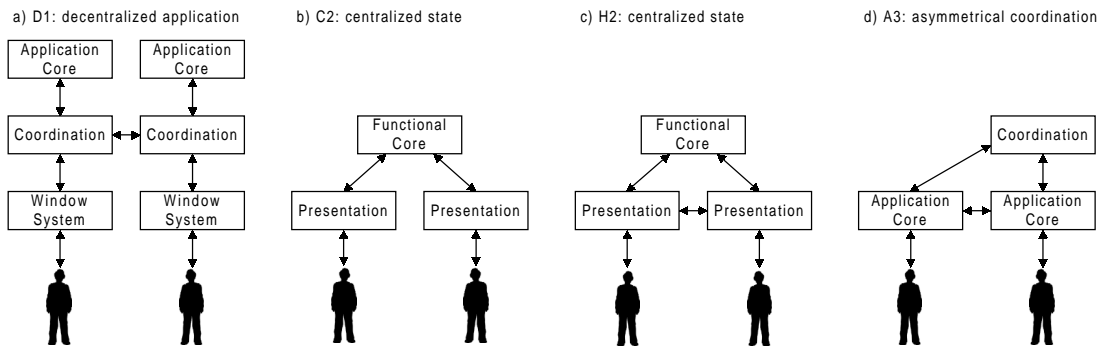 a) D1: decentralized application
b) C2: centralized state
c) H2: centralized state
d) A3: asymmetrical coordination
Application
Core
Application
Core
Coordination
Coordination
Window
System
Window
System
Functional
Core
Presentation
Presentation
Functional
Core
Presentation
Presentation
Coordination
Application
Core
Application
Core